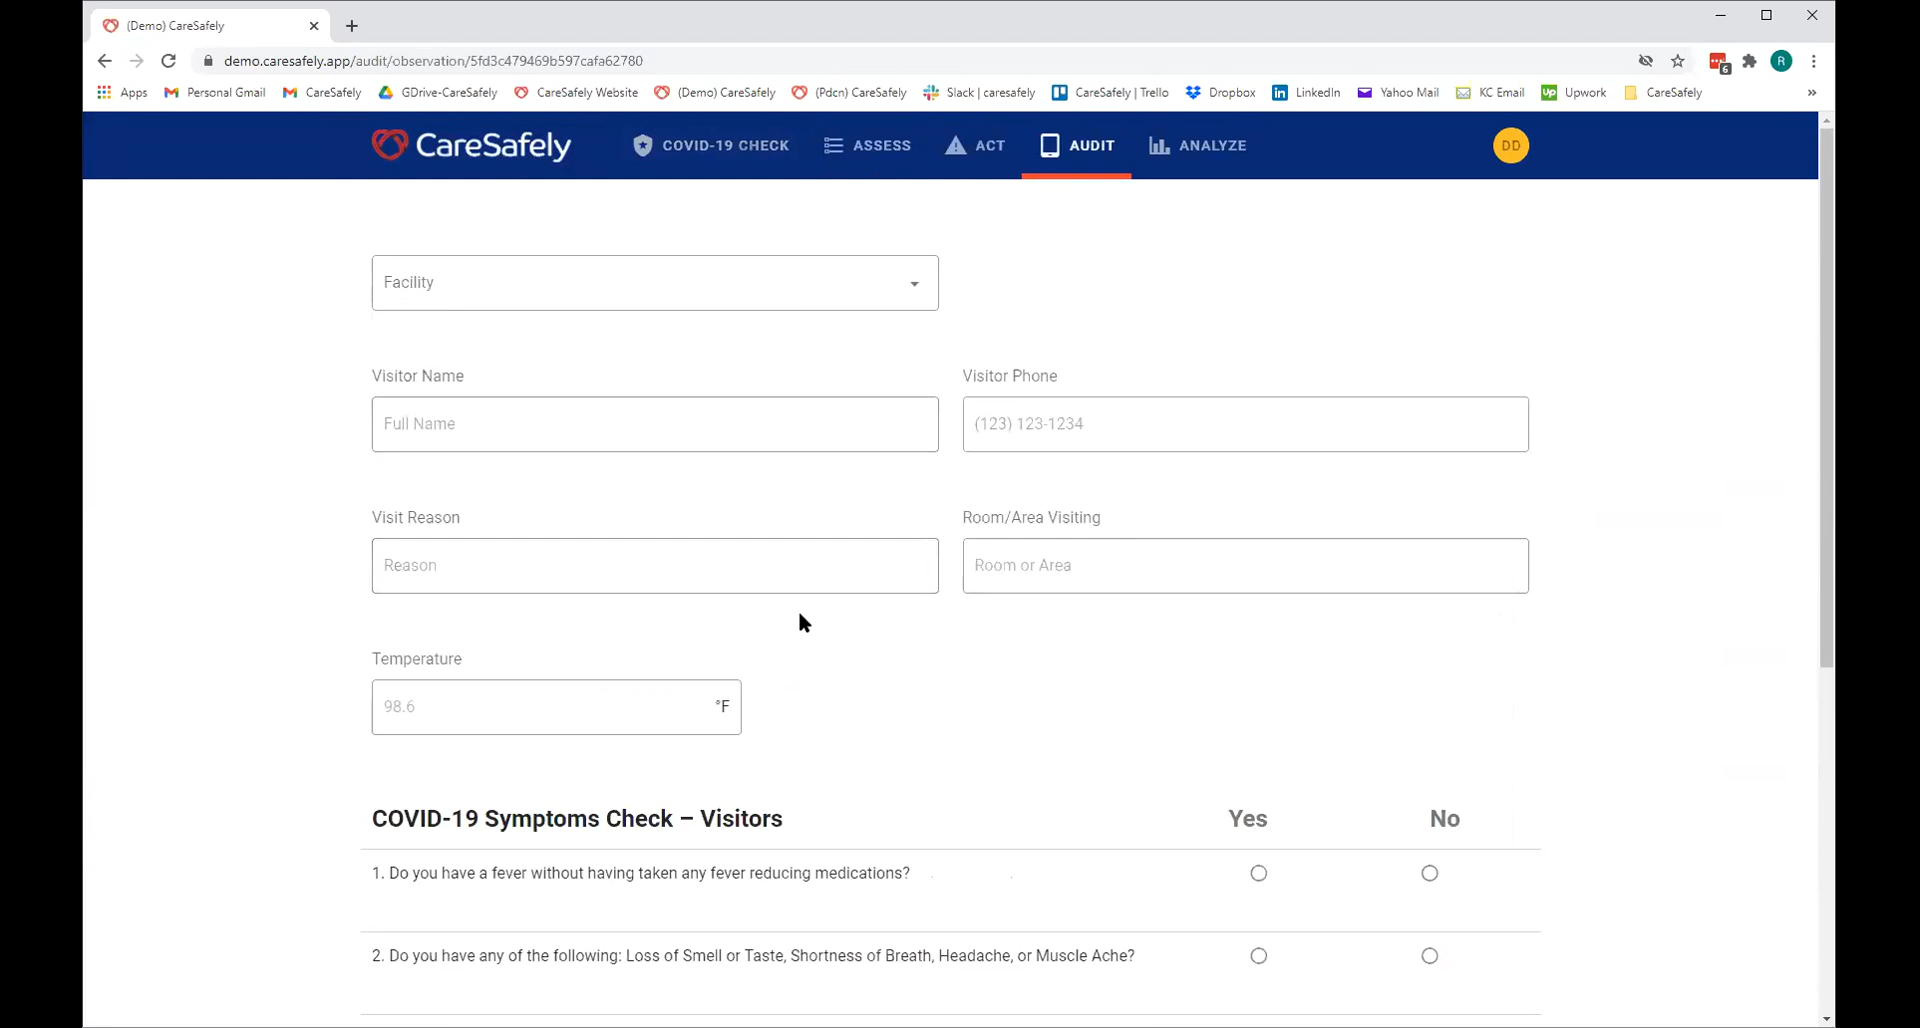 (Demo) CareSafely
demo.caresafely.app/audit/observation/5fd3c479469b597cafa62780
6
R
Apps Personal Gmail CareSafely GDrive-CareSafely CareSafely Website (Demo) CareSafely (Pdcn) CareSafely Slack | caresafely CareSafely | Trello Dropbox LinkedIn Yahoo Mail KC Email Upwork CareSafely »
CareSafely COVID-19 CHECK ASSESS ACT AUDIT ANALYZE DD
Facility
Visitor Name Visitor Phone
Full Name (123) 123-1234
Visit Reason Room/Area Visiting
Reason Room or Area
Temperature
98.6 °F
COVID-19 Symptoms Check – Visitors Yes No
1. Do you have a fever without having taken any fever reducing medications?
2. Do you have any of the following: Loss of Smell or Taste, Shortness of Breath, Headache, or Muscle Ache?